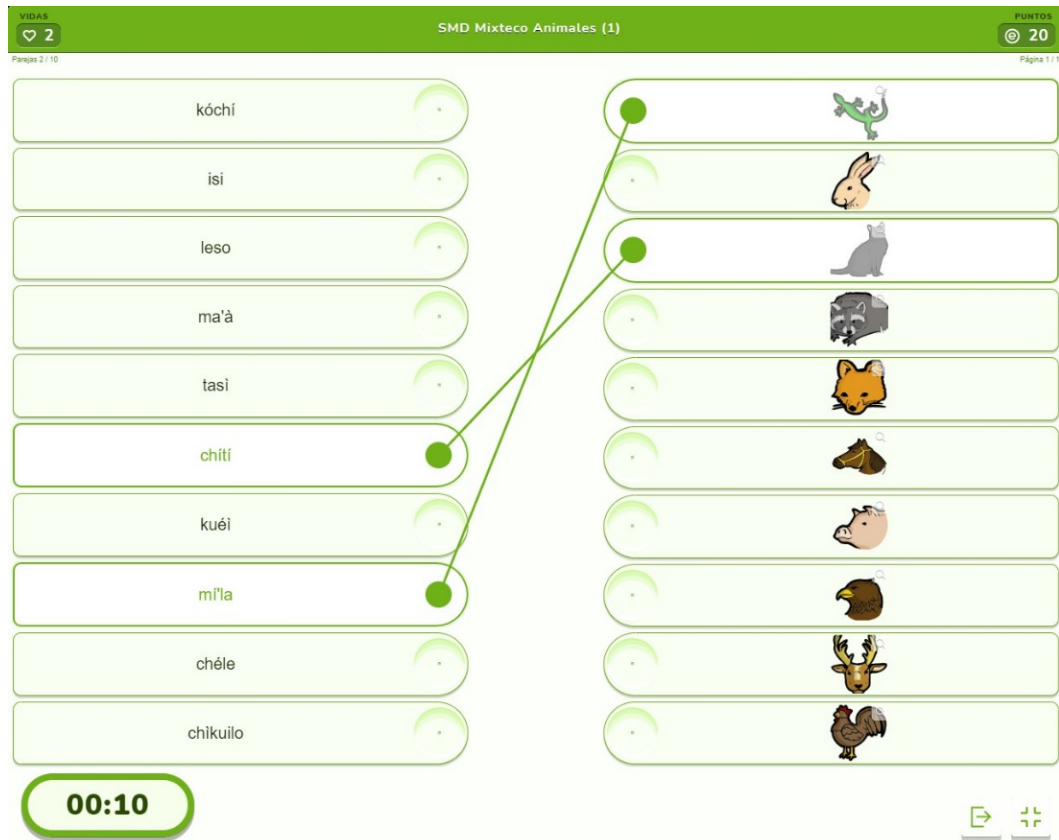 VIDAS
2
SMD Mixteco Animales (1)
PUNTOS
20
Parejas 2 / 10
Página 1 / 1
kóchí
isi
leso
ma'à
tasì
chítí
kuéì
mí'la
chéle
chìkuilo
00:10